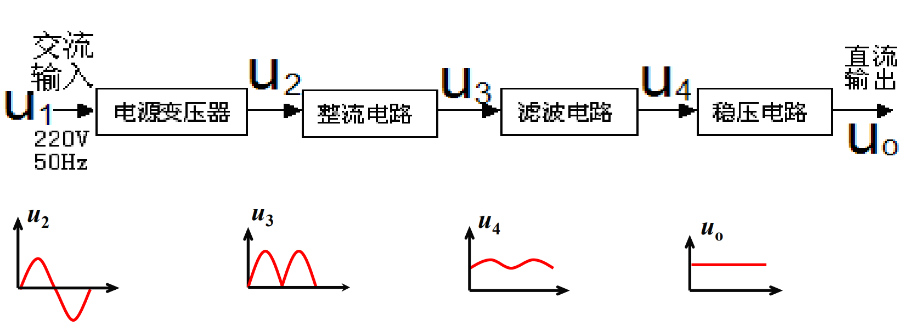 交流
输入
u1
220V
50Hz
电源变压器
u2
整流电路
u3
滤波电路
u4
稳压电路
直流
输出
uo
u2
u3
u4
uo